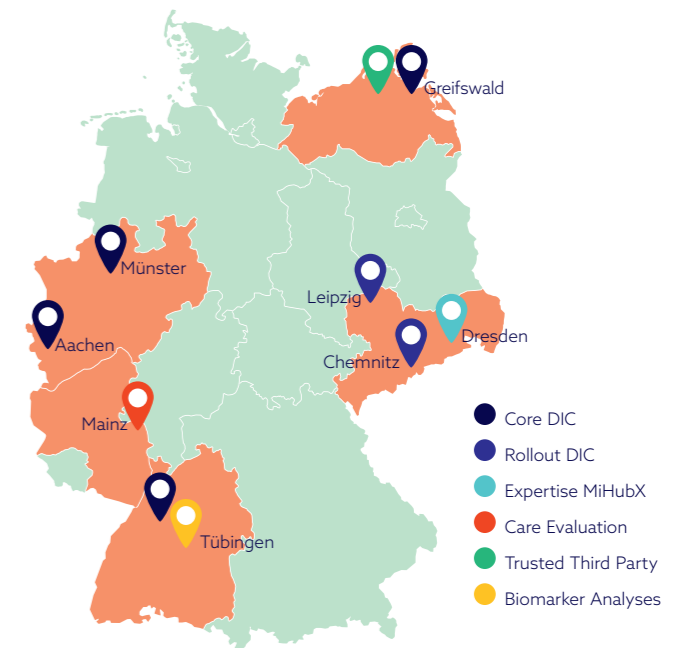 Greifswald
Münster
Leipzig
Dresden
Aachen
Chemnitz
Mainz
Tübingen
Core DIC
Rollout DIC
Expertise MiHubX
Care Evaluation
Trusted Third Party
Biomarker Analyses